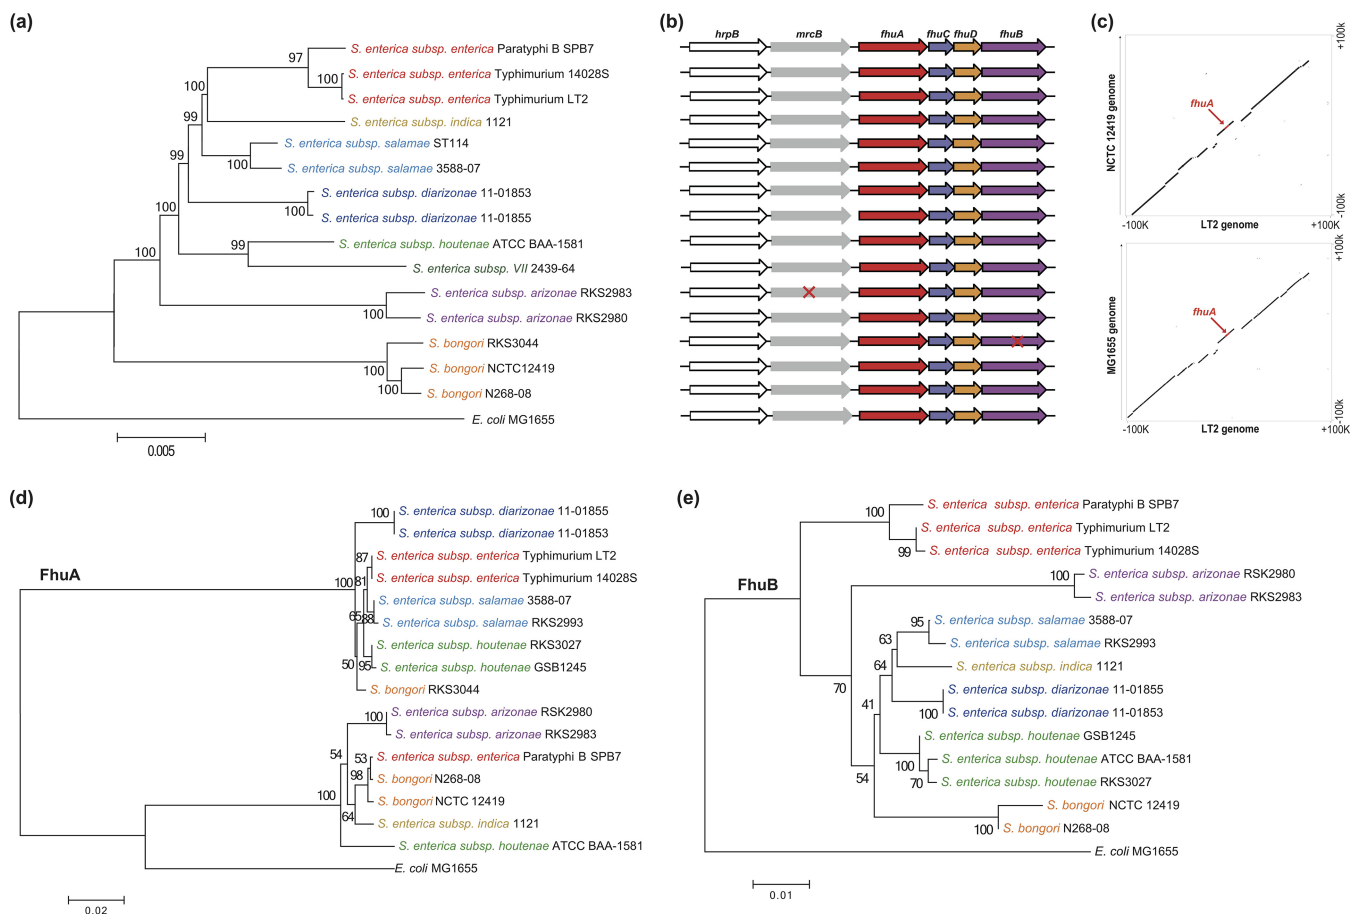 (a)
S. enterica subsp. enterica Paratyphi B SPB7
97
S. enterica subsp. enterica Typhimurium 14028S
100
S. enterica subsp. enterica Typhimurium LT2
100
S. enterica subsp. indica 1121
99
S. enterica subsp. salamae ST114
99
100
S. enterica subsp. salamae 3588-07
S. enterica subsp. diarizonae 11-01853
100
100
S. enterica subsp. diarizonae 11-01855
99
S. enterica subsp. houtenae ATCC BAA-1581
100
S. enterica subsp. VII 2439-64
S. enterica subsp. arizonae RKS2983
100
S. enterica subsp. arizonae RKS2980
S. bongori RKS3044
100
S. bongori NCTC12419
100
S. bongori N268-08
E. coli MG1655
0.005
(b)
hrpB mrcB fhuA fhuC fhuD fhuB
(c)
+100k
NCTC 12419 genome
fhuA
-100k
-100K LT2 genome +100K
+100k
MG1655 genome
fhuA
-100k
-100K LT2 genome +100K
(d)
100
S. enterica subsp. diarizonae 11-01855
S. enterica subsp. diarizonae 11-01853
87
S. enterica subsp. enterica Typhimurium LT2
FhuA
100
81
S. enterica subsp. enterica Typhimurium 14028S
S. enterica subsp. salamae 3588-07
65
88
S. enterica subsp. salamae RKS2993
S. enterica subsp. houtenae RKS3027
50
95
S. enterica subsp. houtenae GSB1245
S. bongori RKS3044
100
S. enterica subsp. arizonae RSK2980
S. enterica subsp. arizonae RKS2983
54
53
S. enterica subsp. enterica Paratyphi B SPB7
98
S. bongori N268-08
100
S. bongori NCTC 12419
64
S. enterica subsp. indica 1121
S. enterica subsp. houtenae ATCC BAA-1581
E. coli MG1655
0.02
(e)
S. enterica subsp. enterica Paratyphi B SPB7
100
S. enterica subsp. enterica Typhimurium LT2
99
S. enterica subsp. enterica Typhimurium 14028S
FhuB
100
S. enterica subsp. arizonae RSK2980
S. enterica subsp. arizonae RKS2983
95
S. enterica subsp. salamae 3588-07
63
S. enterica subsp. salamae RKS2993
64
S. enterica subsp. indica 1121
70
S. enterica subsp. diarizonae 11-01855
41
100
S. enterica subsp. diarizonae 11-01853
S. enterica subsp. houtenae GSB1245
100
S. enterica subsp. houtenae ATCC BAA-1581
54
70
S. enterica subsp. houtenae RKS3027
S. bongori NCTC 12419
100
S. bongori N268-08
E. coli MG1655
0.01